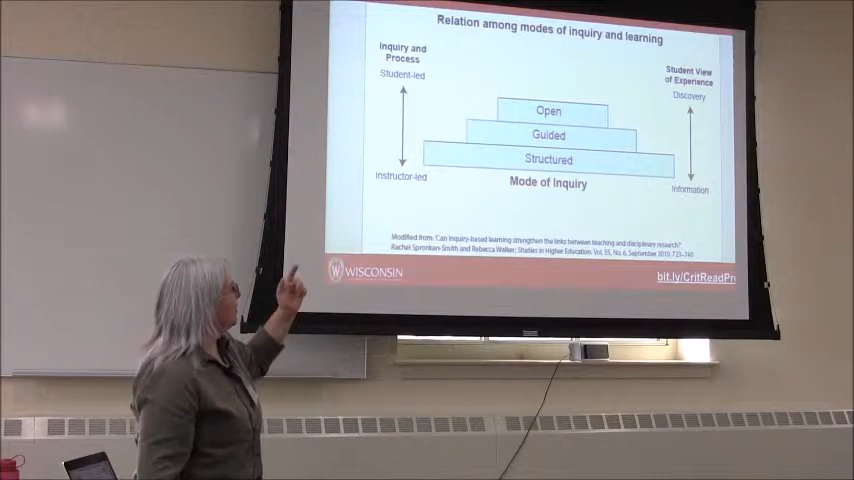 Relation among modes of inquiry and learning
Inquiry and
Process
Student-led
Instructor-led
Open
Guided
Structured
Mode of Inquiry
Student View
of Experience
Discovery
Information
Modified from: 'Can inquiry-based learning strengthen the links between teaching and disciplinary research?'
Rachel Spronken-Smith and Rebecca Walker; Studies in Higher Education. Vol. 35, No. 6, September 2010, 723–740
W WISCONSIN
bit.ly/CritReadPn